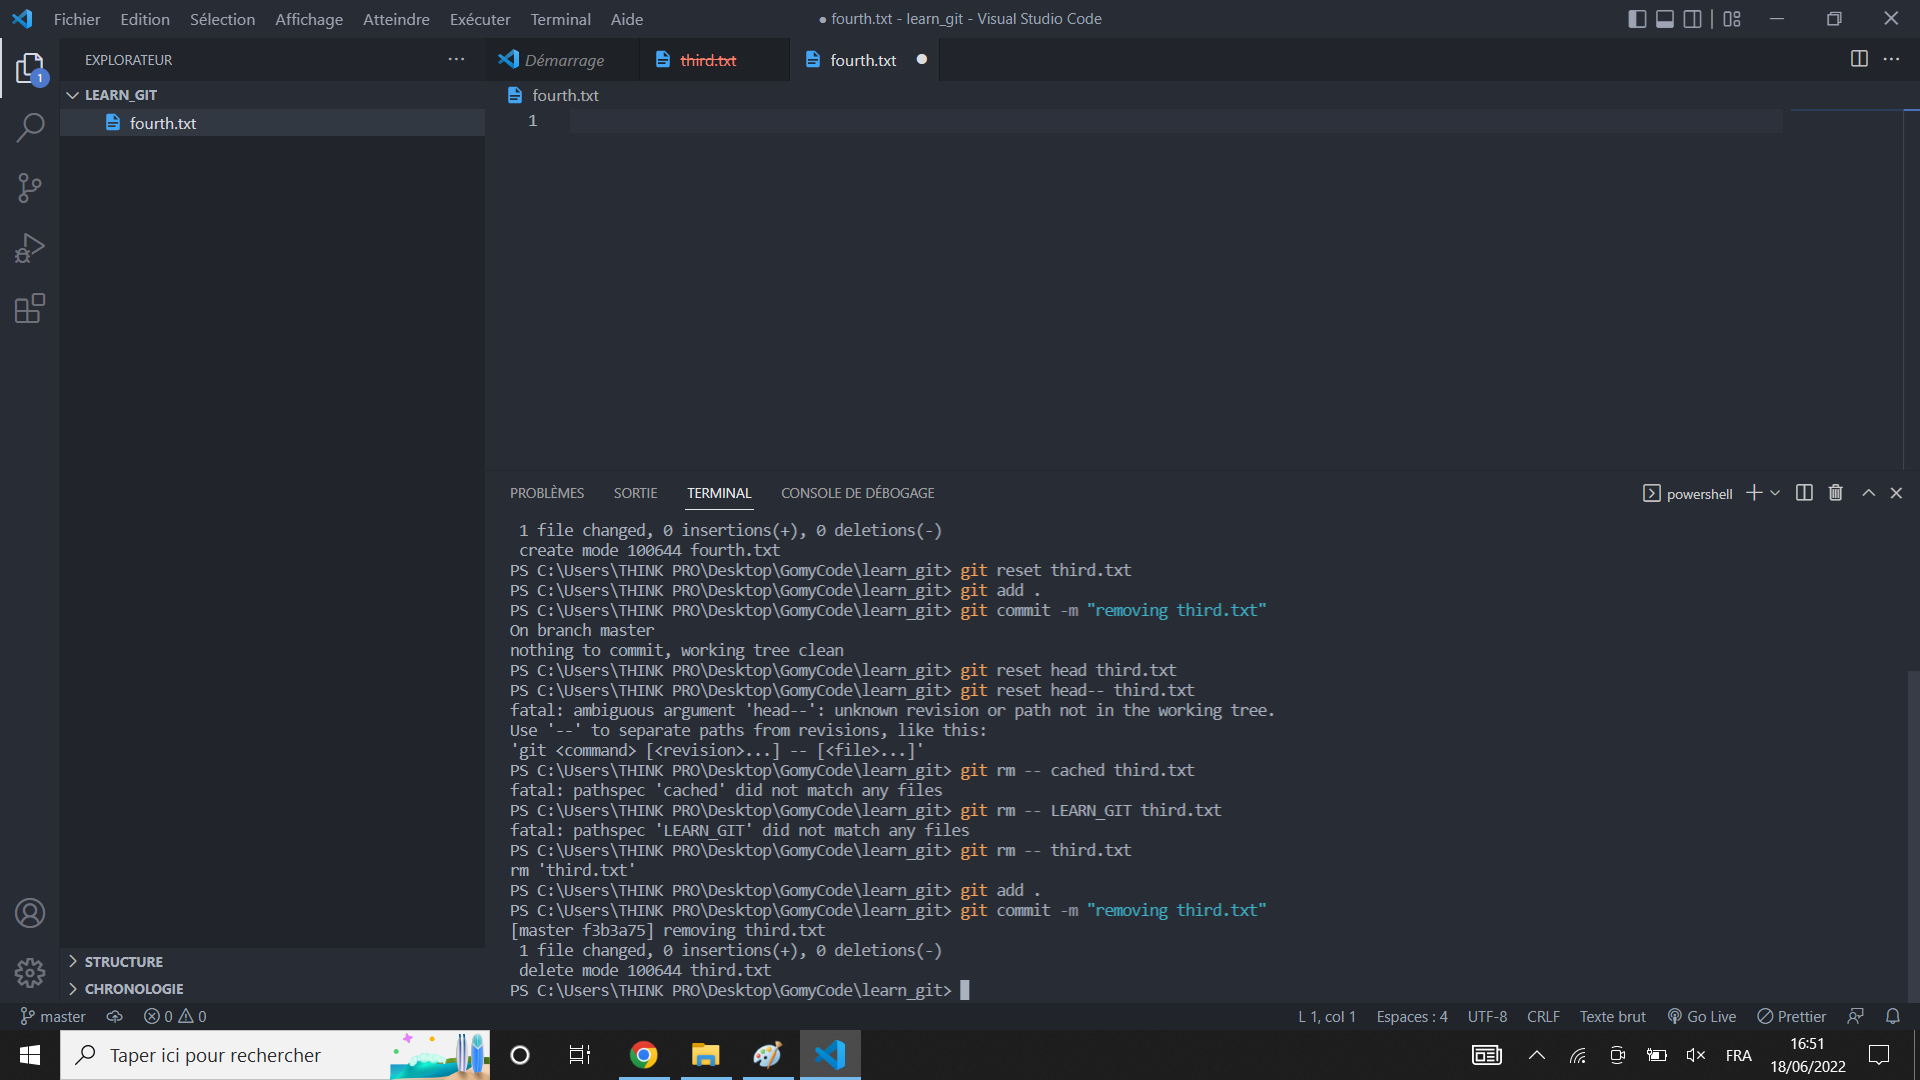 Fichier Edition Sélection Affichage Atteindre Exécuter Terminal Aide
● fourth.txt - learn_git - Visual Studio Code
EXPLORATEUR
Démarrage
third.txt
fourth.txt
1
LEARN_GIT
fourth.txt
fourth.txt
1
PROBLÈMES SORTIE TERMINAL CONSOLE DE DÉBOGAGE
powershell
1 file changed, 0 insertions(+), 0 deletions(-)
create mode 100644 fourth.txt
PS C:\Users\THINK PRO\Desktop\GomyCode\learn_git> git reset third.txt
PS C:\Users\THINK PRO\Desktop\GomyCode\learn_git> git add .
PS C:\Users\THINK PRO\Desktop\GomyCode\learn_git> git commit -m "removing third.txt"
On branch master
nothing to commit, working tree clean
PS C:\Users\THINK PRO\Desktop\GomyCode\learn_git> git reset head third.txt
PS C:\Users\THINK PRO\Desktop\GomyCode\learn_git> git reset head-- third.txt
fatal: ambiguous argument 'head--': unknown revision or path not in the working tree.
Use '--' to separate paths from revisions, like this:
'git <command> [<revision>...] -- [<file>...]'
PS C:\Users\THINK PRO\Desktop\GomyCode\learn_git> git rm -- cached third.txt
fatal: pathspec 'cached' did not match any files
PS C:\Users\THINK PRO\Desktop\GomyCode\learn_git> git rm -- LEARN_GIT third.txt
fatal: pathspec 'LEARN_GIT' did not match any files
PS C:\Users\THINK PRO\Desktop\GomyCode\learn_git> git rm -- third.txt
rm 'third.txt'
PS C:\Users\THINK PRO\Desktop\GomyCode\learn_git> git add .
PS C:\Users\THINK PRO\Desktop\GomyCode\learn_git> git commit -m "removing third.txt"
[master f3b3a75] removing third.txt
1 file changed, 0 insertions(+), 0 deletions(-)
delete mode 100644 third.txt
PS C:\Users\THINK PRO\Desktop\GomyCode\learn_git>
STRUCTURE
CHRONOLOGIE
master 0 0
L 1, col 1 Espaces : 4 UTF-8 CRLF Texte brut Go Live Prettier
Taper ici pour rechercher
FRA
16:51
18/06/2022